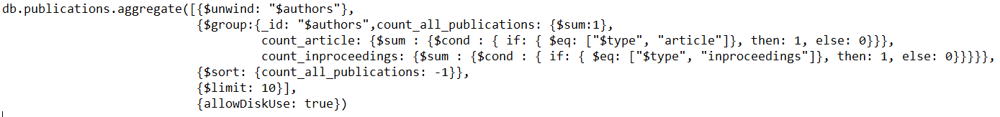 db.publications.aggregate([{$unwind: "$authors"},
{$group:{_id: "$authors",count_all_publications: {$sum:1},
count_article: {$sum : {$cond : { if: { $eq: ["$type", "article"]}, then: 1, else: 0}}},
count_inproceedings: {$sum : {$cond : { if: { $eq: ["$type", "inproceedings"]}, then: 1, else: 0}}}}},
{$sort: {count_all_publications: -1}},
{$limit: 10}],
{allowDiskUse: true})